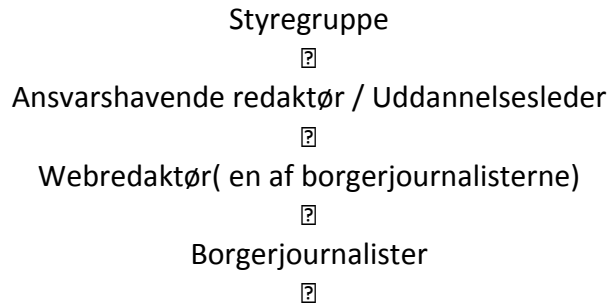 Styregruppe
⍰
Ansvarshavende redaktør / Uddannelsesleder
⍰
Webredaktør( en af borgerjournalisterne)
⍰
Borgerjournalister
⍰